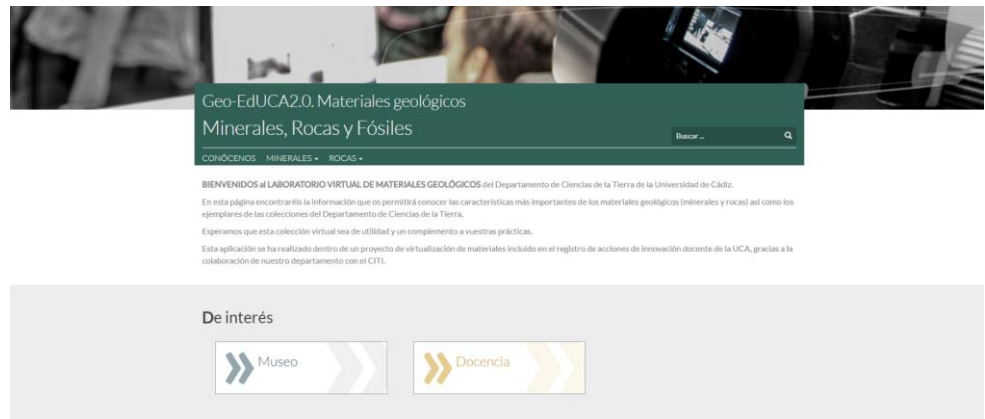 Geo-EdUCA2.0. Materiales geológicos
Minerales, Rocas y Fósiles
Buscar ...
CONÓCENOS MINERALES ROCAS
BIENVENIDOS al LABORATORIO VIRTUAL DE MATERIALES GEOLÓGICOS del Departamento de Ciencias de la Tierra de la Universidad de Cádiz.
En esta página encontraréis la información que os permitirá conocer las características más importantes de los materiales geológicos (minerales y rocas) así como los
ejemplares de las colecciones del Departamento de Ciencias de la Tierra.
Esperamos que esta colección virtual sea de utilidad y un complemento a vuestras prácticas.
Esta aplicación se ha realizado dentro de un proyecto de virtualización de materiales incluido en el registro de acciones de innovación docente de la UCA, gracias a la
colaboración de nuestro departamento con el CITI.
De interés
Museo
Docencia